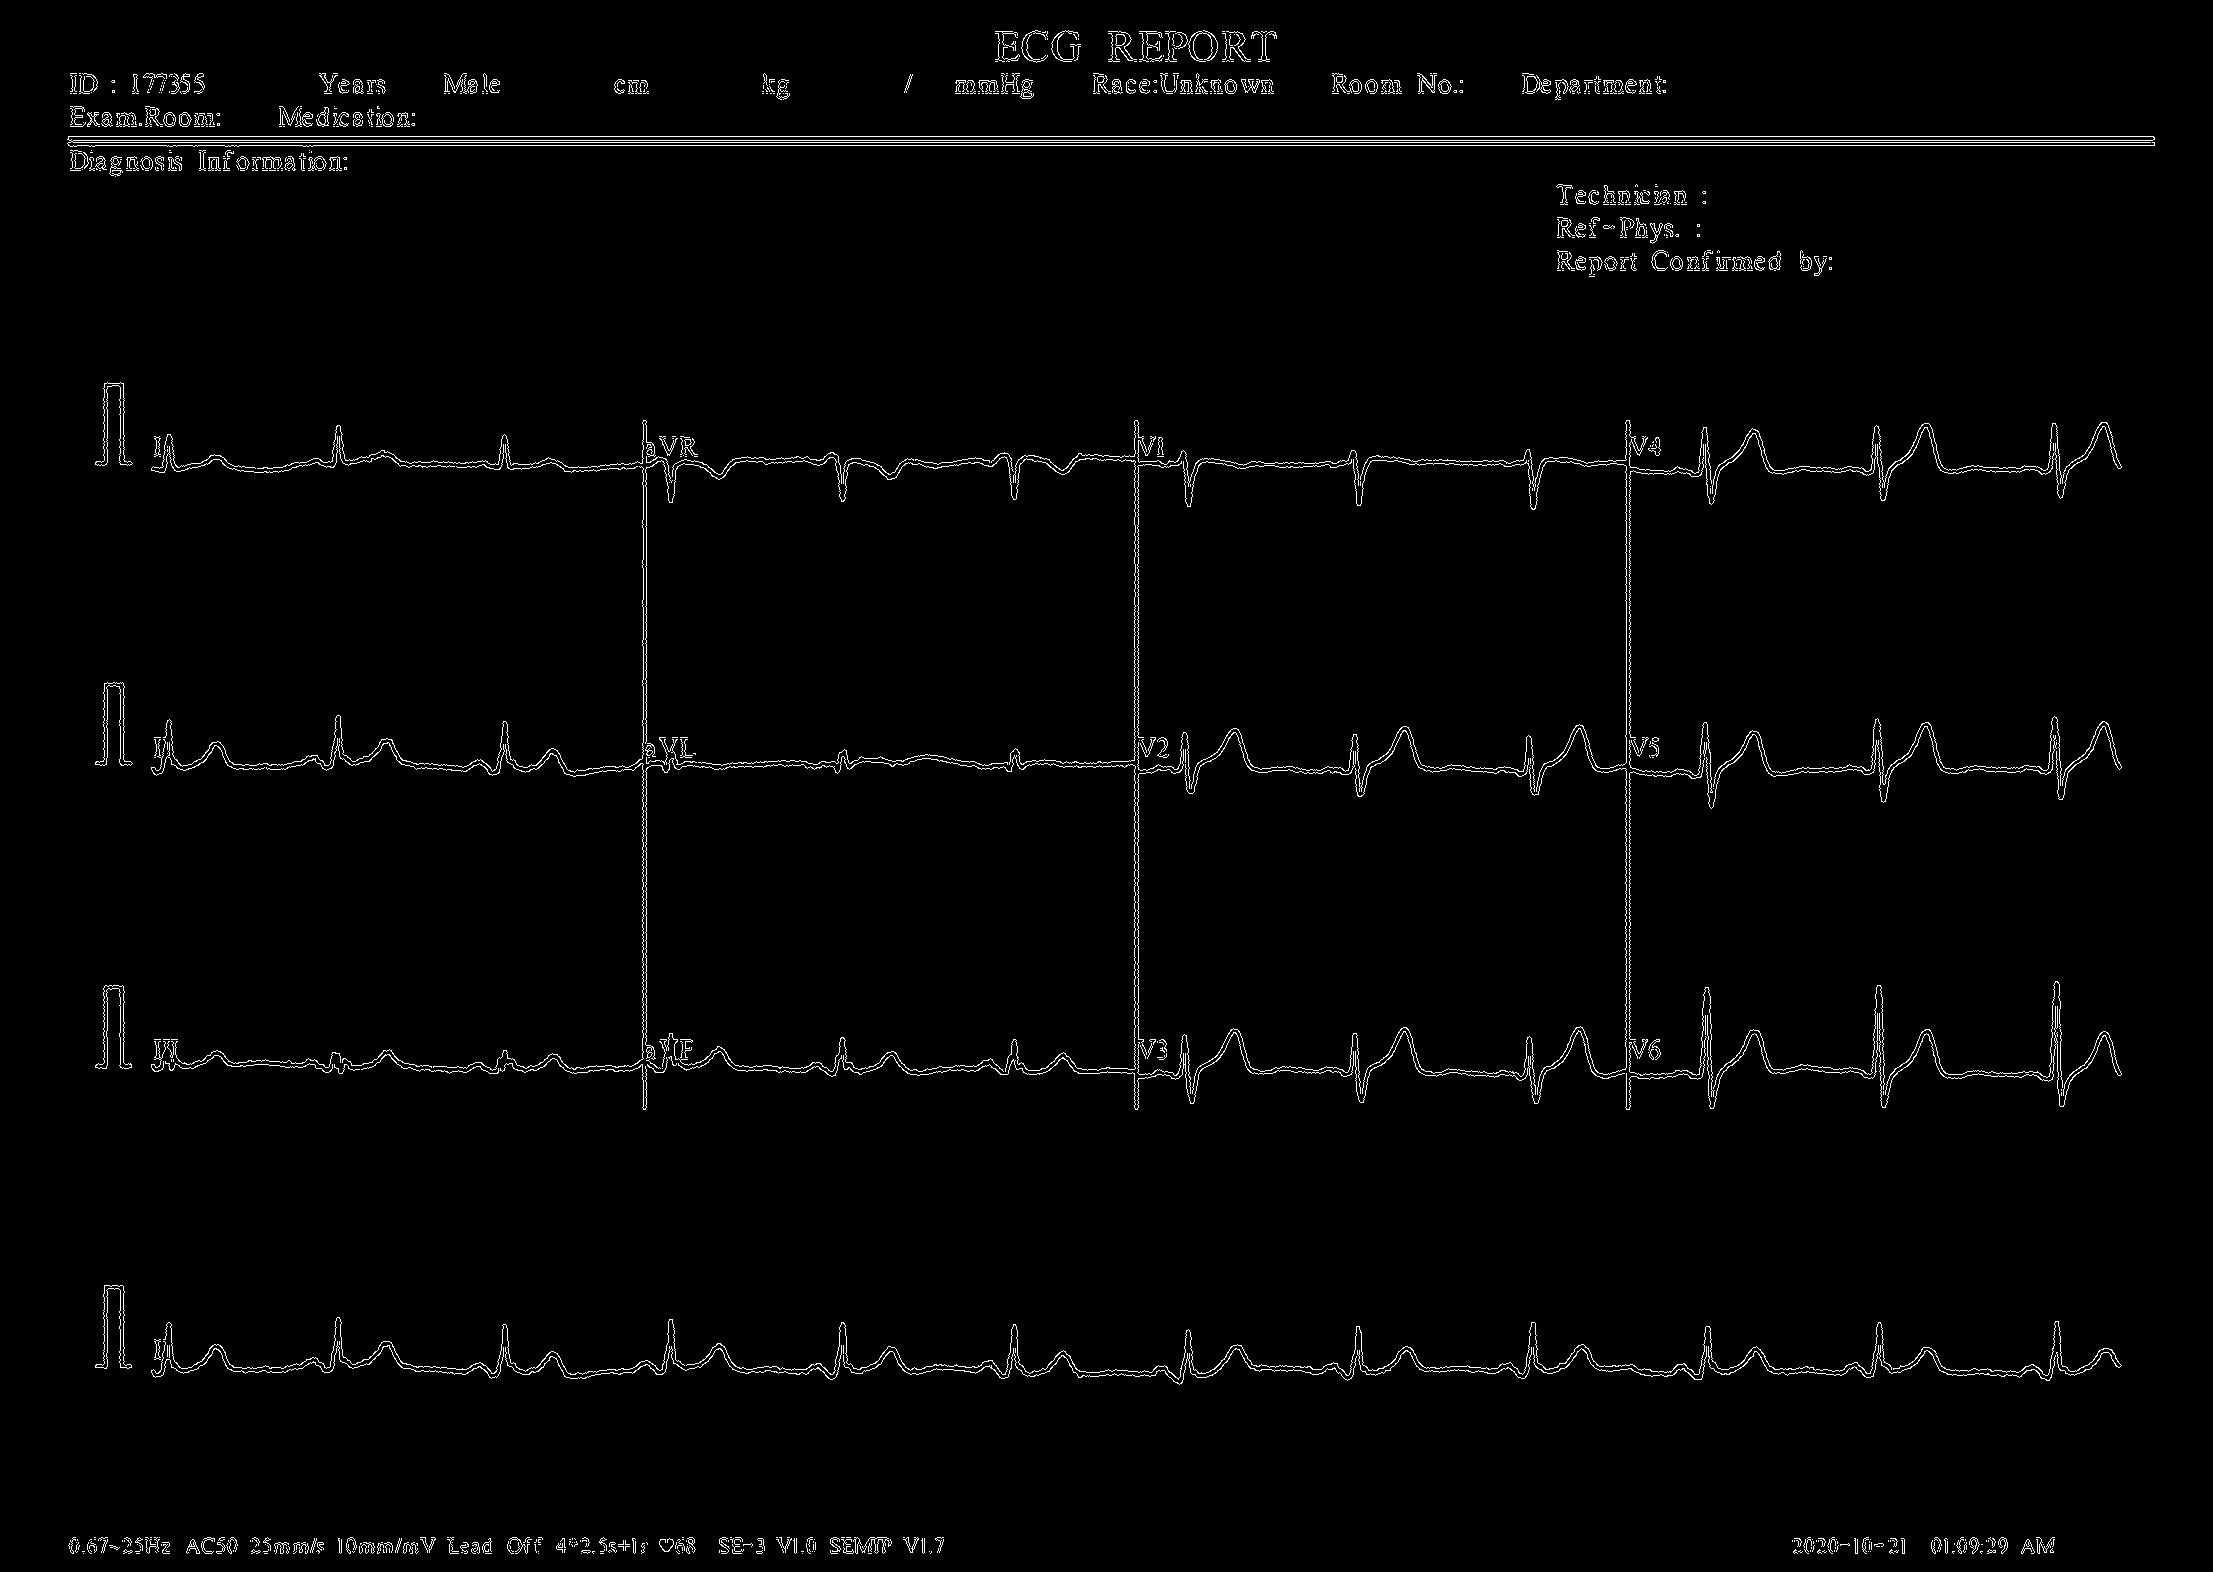 ECG REPORT
ID : 177355 Years Male cm kg / mmHg Race:Unknown Room No.: Department:
Exam.Room: Medication:
Diagnosis Information:
Technician :
Ref-Phys. :
Report Confirmed by:
I aVR V1 V4
II aVL V2 V5
III aVF V3 V6
II
0.67~25Hz AC50 25mm/s 10mm/mV Lead Off 4*2.5s+1r ♡68 SE-3 V1.0 SEMIP V1.7
2020-10-21 01:09:29 AM